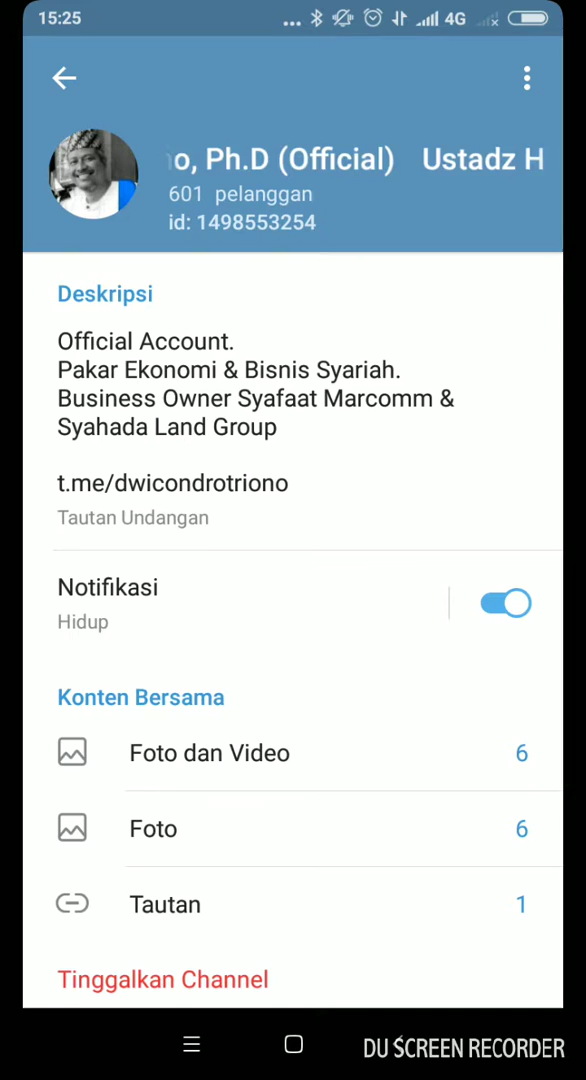 15:25
4G
o, Ph.D (Official) Ustadz H
601 pelanggan
id: 1498553254
Deskripsi
Official Account.
Pakar Ekonomi & Bisnis Syariah.
Business Owner Syafaat Marcomm &
Syahada Land Group
t.me/dwicondrotriono
Tautan Undangan
Notifikasi
Hidup
Konten Bersama
Foto dan Video 6
Foto 6
Tautan 1
Tinggalkan Channel
DU SCREEN RECORDER